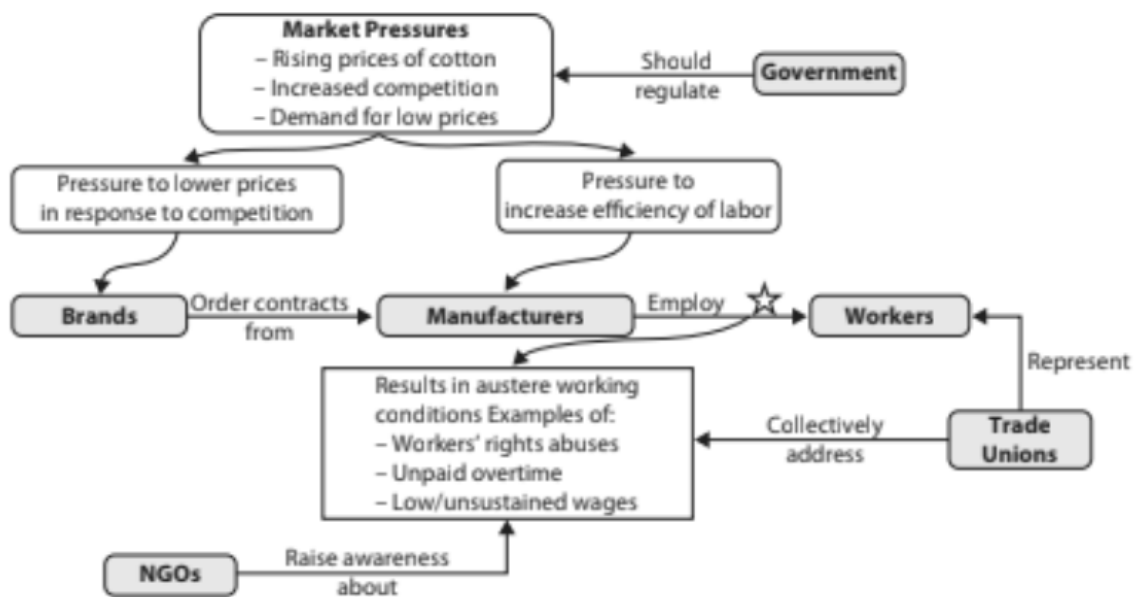 Market Pressures
– Rising prices of cotton
– Increased competition
– Demand for low prices
Should
regulate
Government
Pressure to lower prices
in response to competition
Pressure to
increase efficiency of labor
Brands
Order contracts
from
Manufacturers
Employ
Workers
Represent
Results in austere working
conditions Examples of:
– Workers' rights abuses
– Unpaid overtime
– Low/unsustained wages
Collectively
address
Trade
Unions
NGOs
Raise awareness
about